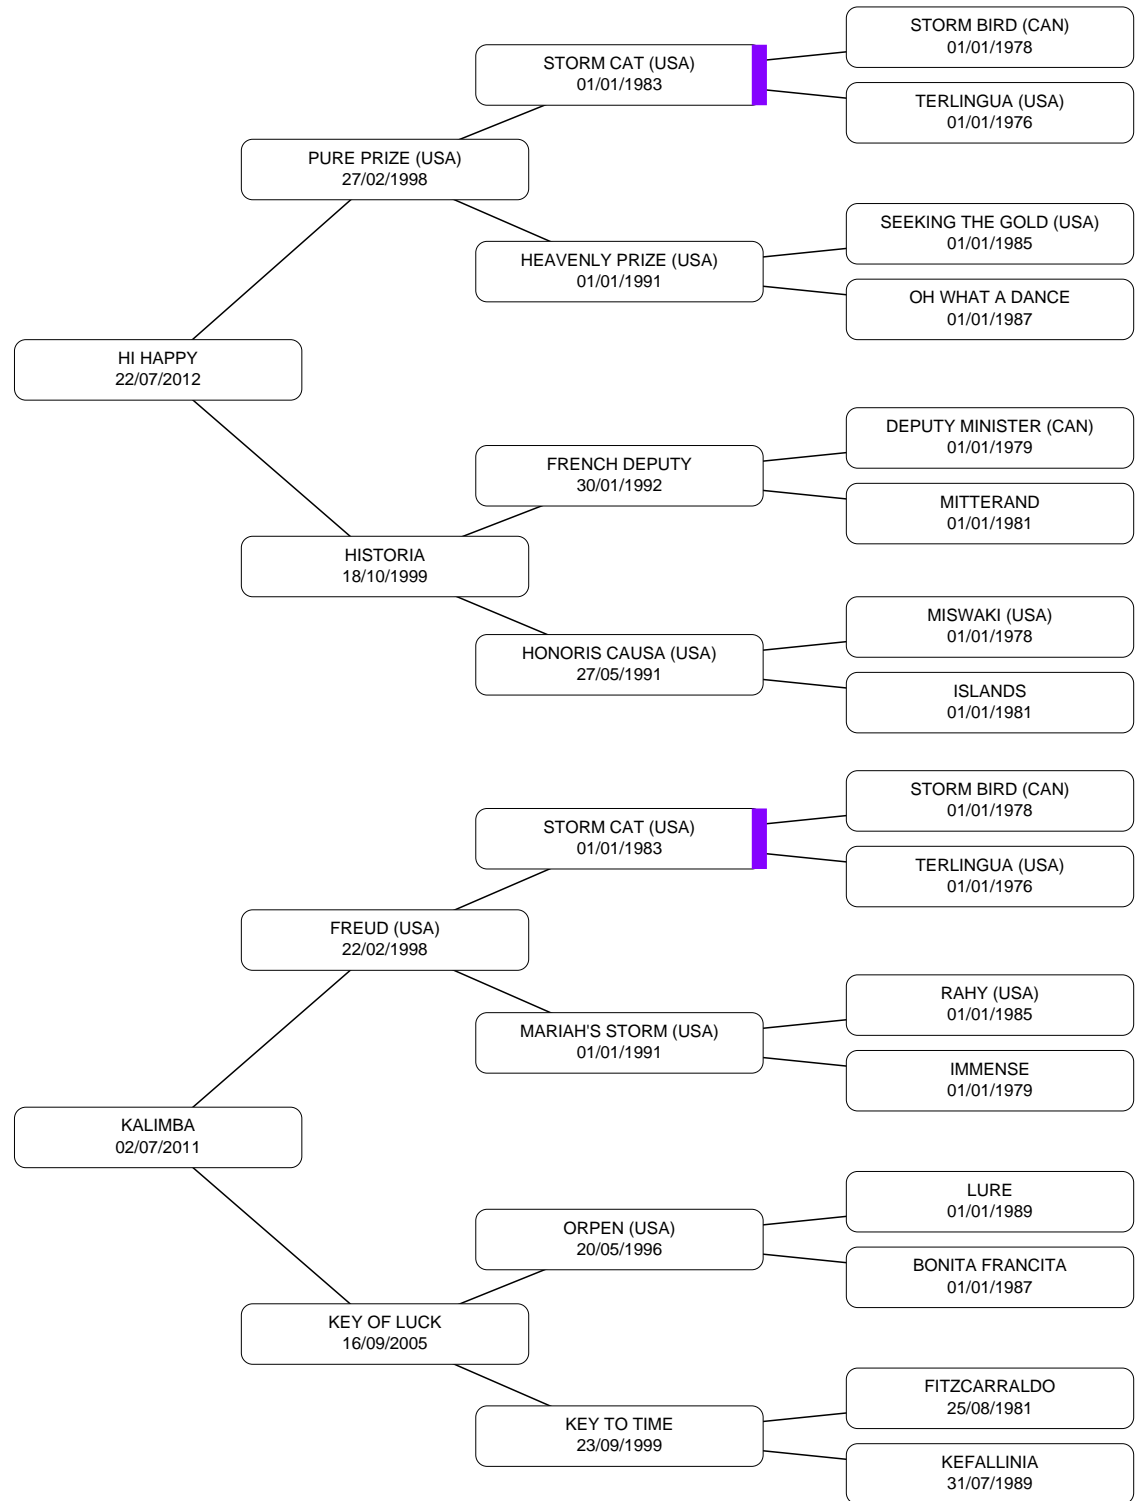 STORM BIRD (CAN)
01/01/1978
STORM CAT (USA)
01/01/1983
TERLINGUA (USA)
01/01/1976
PURE PRIZE (USA)
27/02/1998
SEEKING THE GOLD (USA)
01/01/1985
HEAVENLY PRIZE (USA)
01/01/1991
OH WHAT A DANCE
01/01/1987
HI HAPPY
22/07/2012
DEPUTY MINISTER (CAN)
01/01/1979
FRENCH DEPUTY
30/01/1992
MITTERAND
01/01/1981
HISTORIA
18/10/1999
MISWAKI (USA)
01/01/1978
HONORIS CAUSA (USA)
27/05/1991
ISLANDS
01/01/1981
STORM BIRD (CAN)
01/01/1978
STORM CAT (USA)
01/01/1983
TERLINGUA (USA)
01/01/1976
FREUD (USA)
22/02/1998
RAHY (USA)
01/01/1985
MARIAH'S STORM (USA)
01/01/1991
IMMENSE
01/01/1979
KALIMBA
02/07/2011
LURE
01/01/1989
ORPEN (USA)
20/05/1996
BONITA FRANCITA
01/01/1987
KEY OF LUCK
16/09/2005
FITZCARRALDO
25/08/1981
KEY TO TIME
23/09/1999
KEFALLINIA
31/07/1989